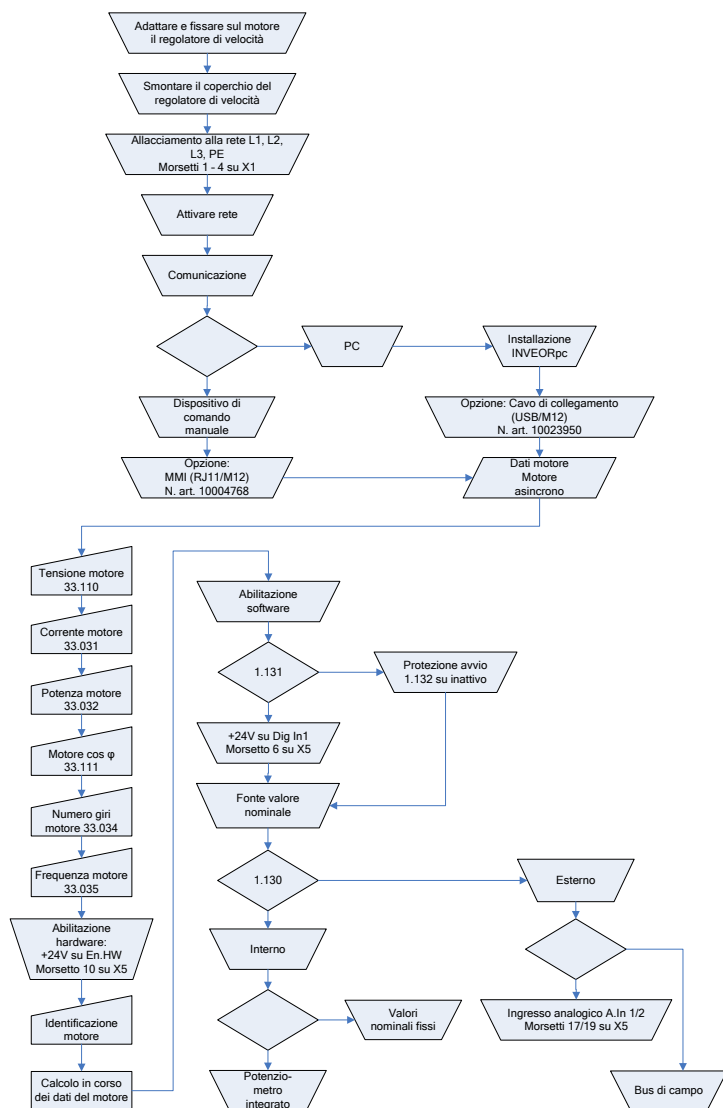 Adattare e fissare sul motore
il regolatore di velocità
Smontare il coperchio del
regolatore di velocità
Allacciamento alla rete L1, L2,
L3, PE
Morsetti 1 - 4 su X1
Attivare rete
Comunicazione
PC
Installazione
INVEORpc
Dispositivo di
comando
manuale
Opzione: Cavo di collegamento
(USB/M12)
N. art. 10023950
Opzione:
MMI (RJ11/M12)
N. art. 10004768
Dati motore
Motore
asincrono
Tensione motore
33.110
Corrente motore
33.031
Potenza motore
33.032
Motore cos φ
33.111
Numero giri
motore 33.034
Frequenza motore
33.035
Abilitazione
hardware:
+24V su En.HW
Morsetto 10 su X5
Identificazione
motore
Calcolo in corso
dei dati del motore
Abilitazione
software
1.131
Protezione avvio
1.132 su inattivo
+24V su Dig In1
Morsetto 6 su X5
Fonte valore
nominale
1.130
Esterno
Interno
Valori
nominali fissi
Ingresso analogico A.In 1/2
Morsetti 17/19 su X5
Potenzio-
metro
integrato
Bus di campo